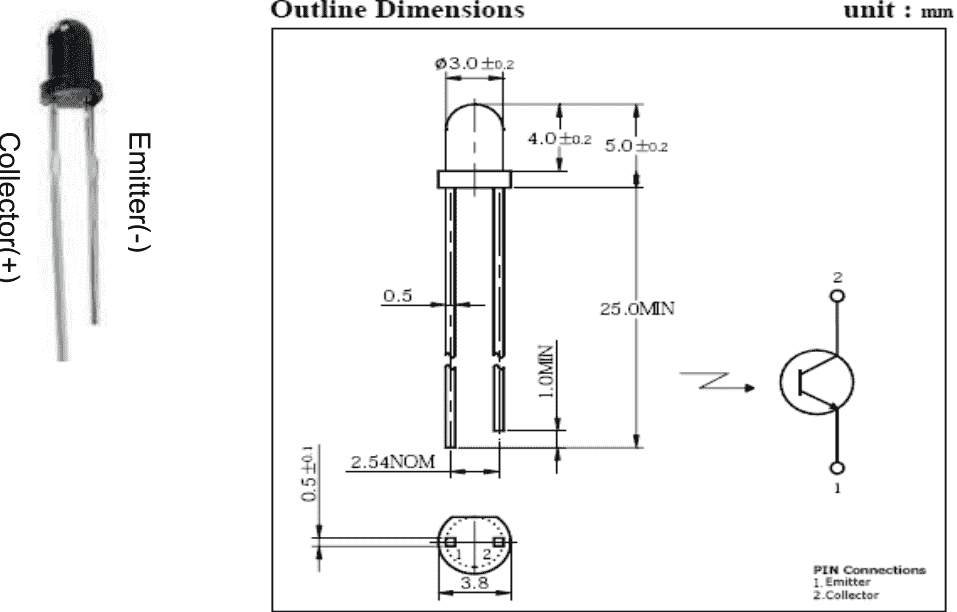 Outline Dimensions
unit : mm
Emitter(-)
Collector(+)
ø3.0±0.2
4.0±0.2
5.0±0.2
0.5
25.0MIN
1.0MIN
2.54NOM
0.5±0.1
1 2
3.8
2
1
PIN Connections
1. Emitter
2.Collector